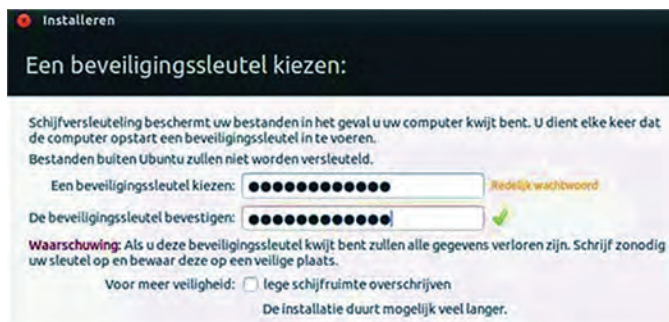 Installeren
Een beveiligingssleutel kiezen:
Schijfversleuteling beschermt uw bestanden in het geval u uw computer kwijt bent. U dient elke keer dat
de computer opstart een beveiligingssleutel in te voeren.
Bestanden buiten Ubuntu zullen niet worden versleuteld.
Een beveiligingssleutel kiezen: ●●●●●●●●●●●● Redelijk wachtwoord
De beveiligingssleutel bevestigen: ●●●●●●●●●●●●
Waarschuwing: Als u deze beveiligingssleutel kwijt bent zullen alle gegevens verloren zijn. Schrijf zonodig
uw sleutel op en bewaar deze op een veilige plaats.
Voor meer veiligheid: lege schijfruimte overschrijven
De installatie duurt mogelijk veel langer.